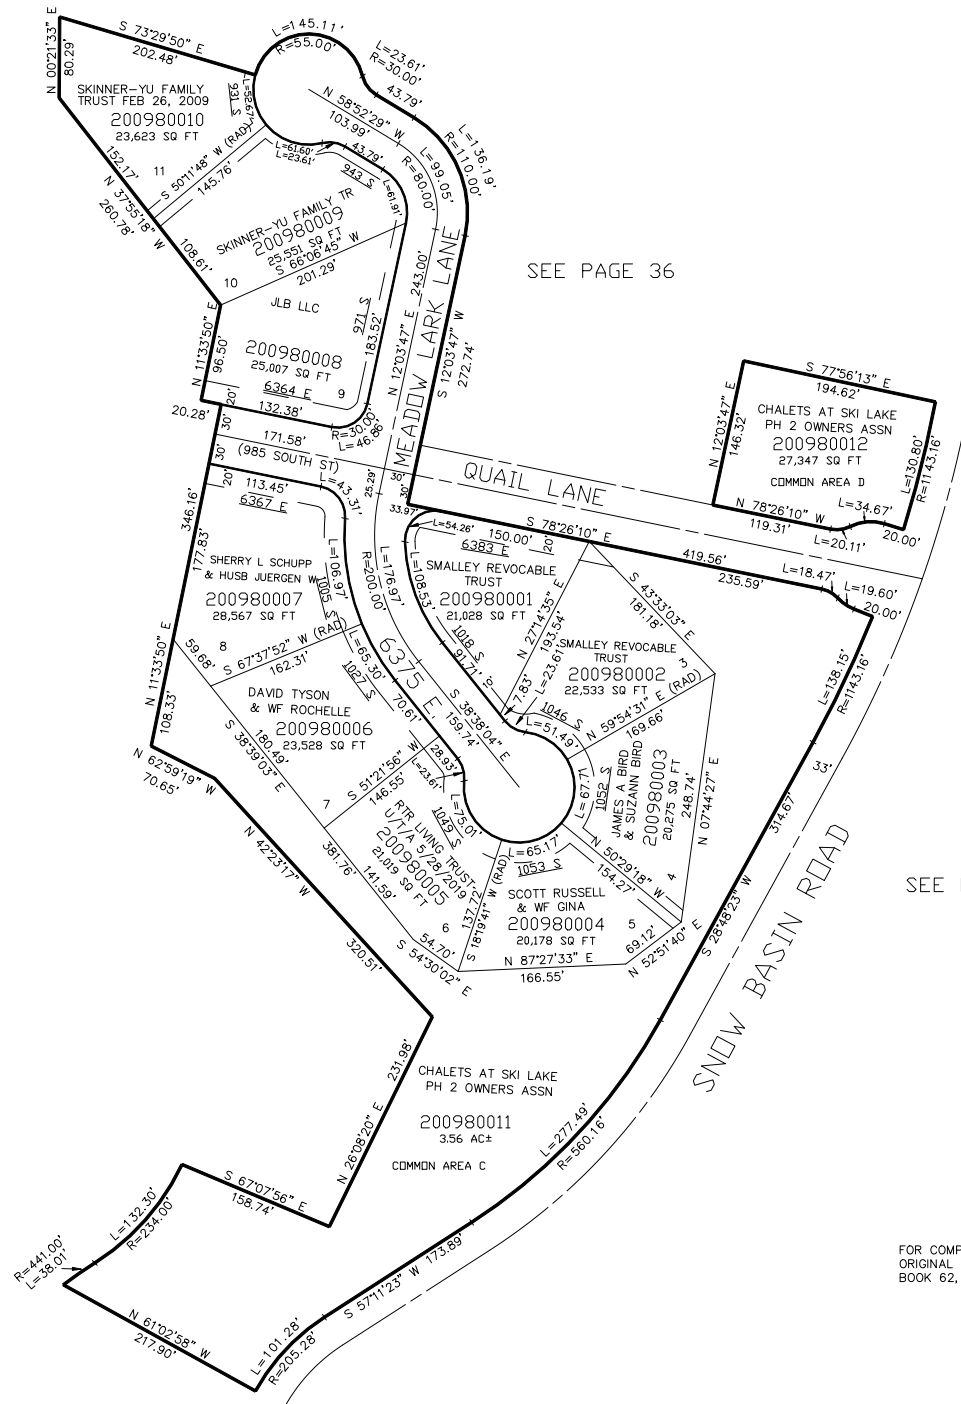 N 00°21'33" E
80.29'
S 73°29'50" E
202.48'
L=145.11'
R=55.00'
L=23.61'
R=30.00'
43.79'
SKINNER-YU FAMILY
TRUST FEB 26, 2009
200980010
23,623 SQ FT
11
931 S
L=52.67'
N 58°52'29" W
103.99'
L=136.19'
R=110.00'
L=99.05'
R=80.00'
S 50°11'48" W (RAD)
145.76'
L=61.60'
L=23.61'
43.79'
943 S
L=61.91'
152.17'
N 37°55'18" W
260.78'
108.61'
SKINNER-YU FAMILY TR
200980009
25,551 SQ FT
S 66°06'45" W
201.29'
10
SEE PAGE 36
JLB LLC
200980008
25,007 SQ FT
6364 E
9
971 S
183.52'
N 12°03'47" E
243.00'
MEADOW LARK LANE
S 12°03'47" W
272.74'
N 11°33'50" E
96.50'
20'
132.38'
R=30.00'
L=46.86'
20.28'
30'
171.58'
(985 SOUTH ST)
30'
20'
113.45'
6367 E
L=43.31'
25.29'
30'
30'
33.97'
QUAIL LANE
S 77°56'13" E
194.62'
CHALETS AT SKI LAKE
PH 2 OWNERS ASSN
200980012
27,347 SQ FT
COMMON AREA D
N 12°03'47" E
146.32'
L=130.80'
R=1143.16'
N 78°26'10" W
119.31'
L=34.67'
L=20.11'
20.00'
L=54.26'
S 78°26'10" E
150.00'
6383 E
20'
419.56'
235.59'
L=18.47'
L=19.60'
20.00'
346.16'
177.83'
SHERRY L SCHUPP
& HUSB JUERGEN W
200980007
28,567 SQ FT
8
L=106.97'
1005 S
L=176.97'
R=200.00'
L=108.53'
SMALLEY REVOCABLE
TRUST
200980001
21,028 SQ FT
1018 S
91.71'
N 27°14'35" E
193.54'
S 43°33'03" E
181.18'
SMALLEY REVOCABLE
TRUST
200980002
22,533 SQ FT
3
7.83'
L=23.61'
1046 S
L=51.49'
N 59°54'31" E (RAD)
169.66'
N 11°33'50" E
108.33'
59.68'
S 67°37'52" W (RAD)
162.31'
L=65.30'
1027 S
70.61'
6375 E
S 38°38'04" E
159.74'
DAVID TYSON
& WF ROCHELLE
200980006
23,528 SQ FT
7
180.49'
S 38°39'03" E
381.76'
141.59'
S 51°21'56" W
146.55'
28.93'
L=23.61'
L=75.01'
1049 S
RTR LIVING TRUST
U/T/A 5/28/2019
200980005
21,019 SQ FT
6
L=67.71'
1052 S
JAMES A BIRD
& SUZANN BIRD
200980003
20,275 SQ FT
4
N 07°44'27" E
248.74'
N 50°29'18" W
154.27'
L=65.17'
1053 S
S 18°19'41" W (RAD)
137.72'
SCOTT RUSSELL
& WF GINA
200980004
20,178 SQ FT
5
N 87°27'33" E
166.55'
69.12'
N 52°51'40" E
54.70'
S 54°30'02" E
N 62°59'19" W
70.65'
N 42°23'17" W
320.51'
L=138.15'
R=1143.16'
33'
314.67'
S 28°48'23" W
SNOW BASIN ROAD
SEE
231.98'
N 26°08'20" E
CHALETS AT SKI LAKE
PH 2 OWNERS ASSN
200980011
3.56 AC±
COMMON AREA C
L=277.49'
R=560.16'
S 67°07'56" E
158.74'
L=132.30'
R=234.00'
R=441.00'
L=38.01'
S 57°11'23" W 173.89'
N 61°02'58" W
217.90'
L=101.28'
R=205.28'
FOR COMP
ORIGINAL
BOOK 62,